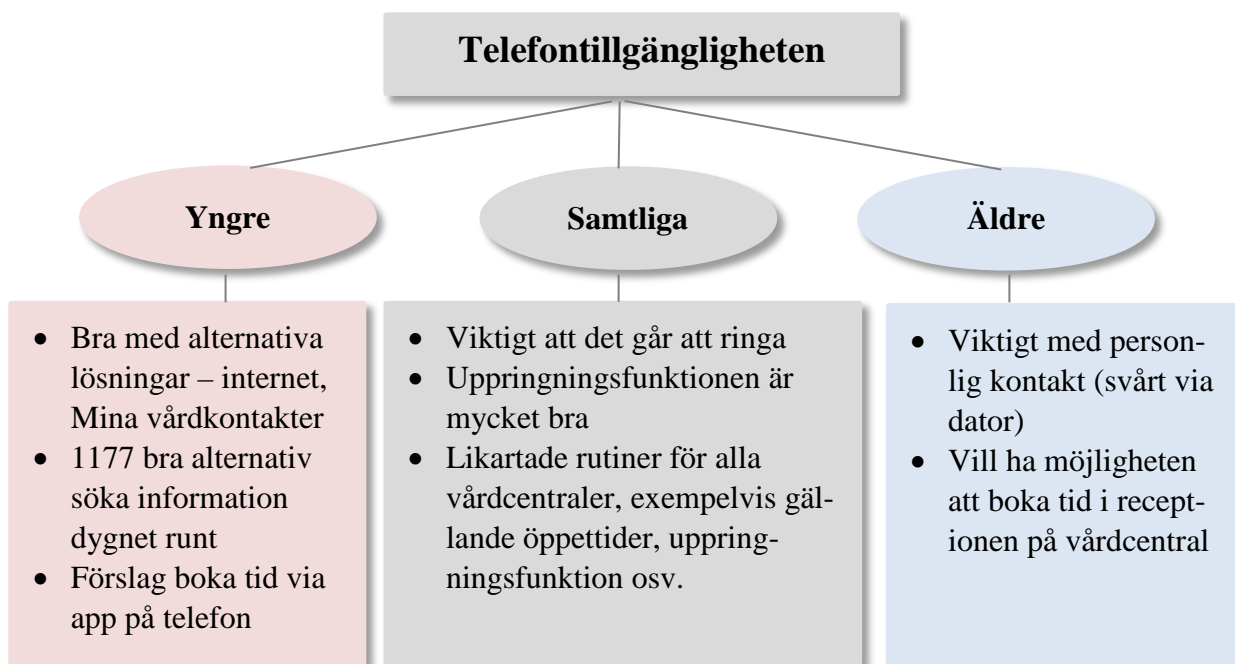 Telefontillgängligheten
Yngre
Samtliga
Äldre
• Bra med alternativa
lösningar – internet,
Mina vårdkontakter
• 1177 bra alternativ
söka information
dygnet runt
• Förslag boka tid via
app på telefon
• Viktigt att det går att ringa
• Uppringningsfunktionen är
mycket bra
• Likartade rutiner för alla
vårdcentraler, exempelvis gäl-
lande öppettider, uppring-
ningsfunktion osv.
• Viktigt med person-
lig kontakt (svårt via
dator)
• Vill ha möjligheten
att boka tid i recept-
ionen på vårdcentral